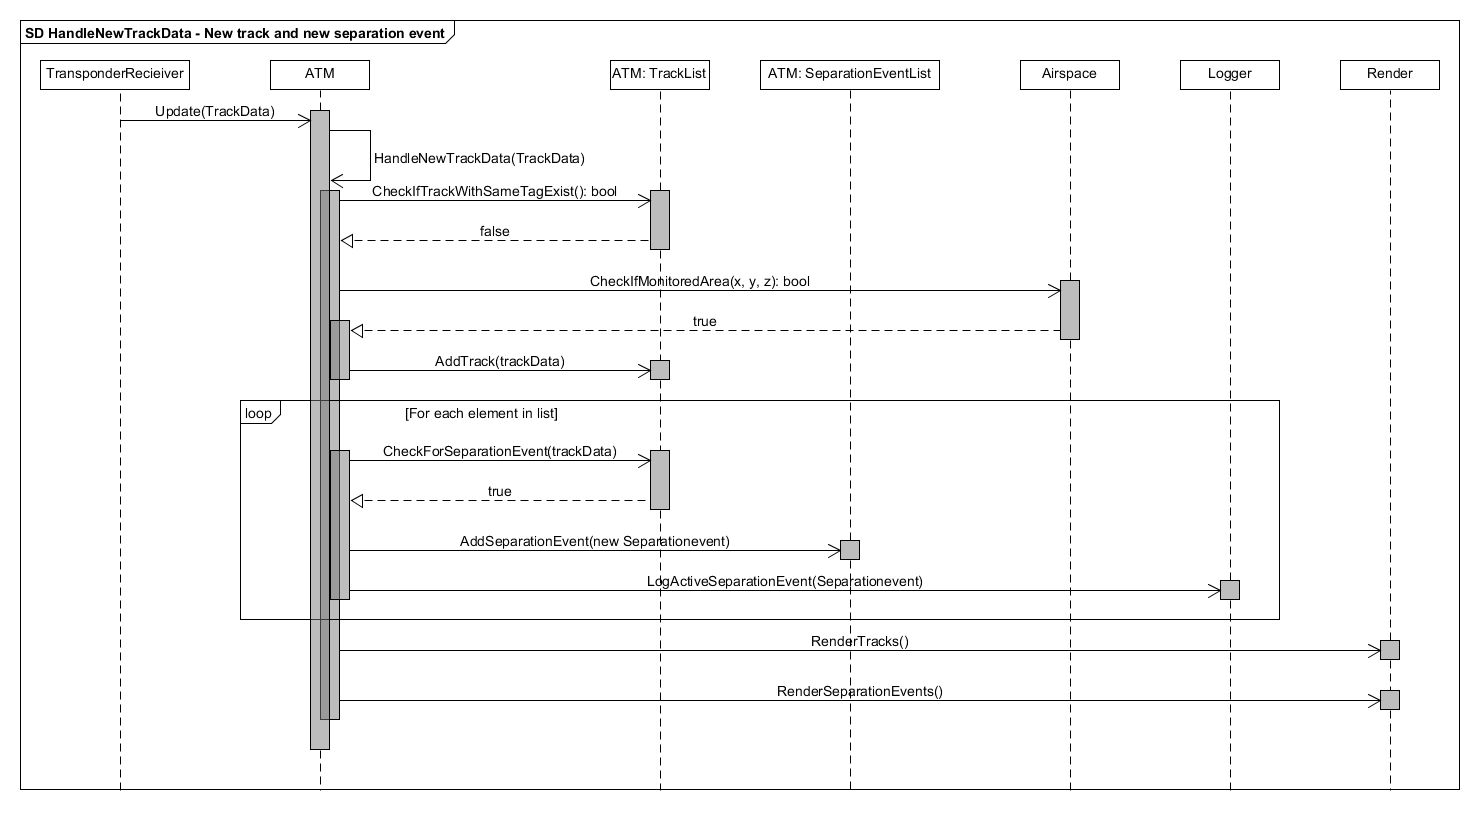 SD HandleNewTrackData - New track and new separation event
TransponderRecieiver
ATM
ATM: TrackList
ATM: SeparationEventList
Airspace
Logger
Render
Update(TrackData)
HandleNewTrackData(TrackData)
CheckIfTrackWithSameTagExist(): bool
false
CheckIfMonitoredArea(x, y, z): bool
true
AddTrack(trackData)
loop
[For each element in list]
CheckForSeparationEvent(trackData)
true
AddSeparationEvent(new Separationevent)
LogActiveSeparationEvent(Separationevent)
RenderTracks()
RenderSeparationEvents()